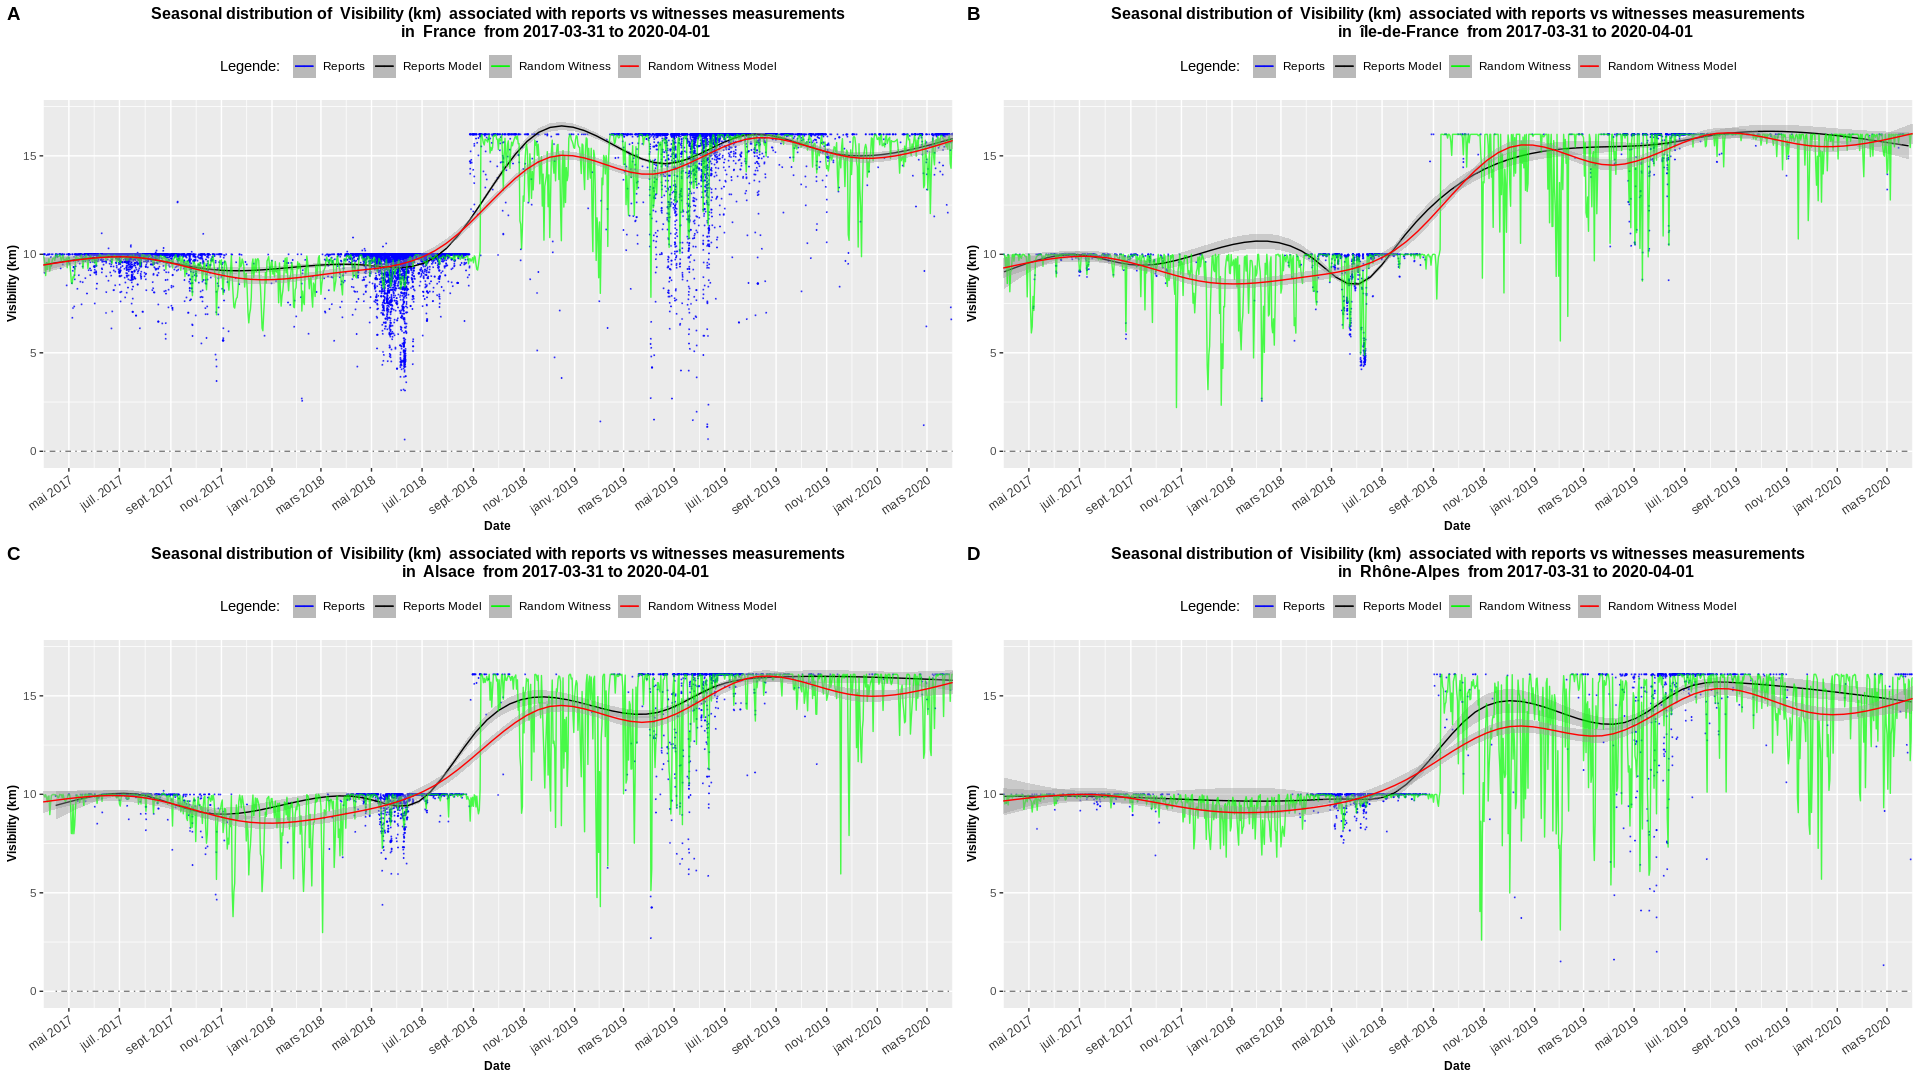 A
Seasonal distribution of Visibility (km) associated with reports vs witnesses measurements
in France from 2017-03-31 to 2020-04-01
Legende: Reports Reports Model Random Witness Random Witness Model
Visibility (km)
15
10
5
0
mai 2017 juil. 2017 sept. 2017 nov. 2017 janv. 2018 mars 2018 mai 2018 juil. 2018 sept. 2018 nov. 2018 janv. 2019 mars 2019 mai 2019 juil. 2019 sept. 2019 nov. 2019 janv. 2020 mars 2020
Date
B
Seasonal distribution of Visibility (km) associated with reports vs witnesses measurements
in île-de-France from 2017-03-31 to 2020-04-01
Legende: Reports Reports Model Random Witness Random Witness Model
Visibility (km)
15
10
5
0
mai 2017 juil. 2017 sept. 2017 nov. 2017 janv. 2018 mars 2018 mai 2018 juil. 2018 sept. 2018 nov. 2018 janv. 2019 mars 2019 mai 2019 juil. 2019 sept. 2019 nov. 2019 janv. 2020 mars 2020
Date
C
Seasonal distribution of Visibility (km) associated with reports vs witnesses measurements
in Alsace from 2017-03-31 to 2020-04-01
Legende: Reports Reports Model Random Witness Random Witness Model
Visibility (km)
15
10
5
0
mai 2017 juil. 2017 sept. 2017 nov. 2017 janv. 2018 mars 2018 mai 2018 juil. 2018 sept. 2018 nov. 2018 janv. 2019 mars 2019 mai 2019 juil. 2019 sept. 2019 nov. 2019 janv. 2020 mars 2020
Date
D
Seasonal distribution of Visibility (km) associated with reports vs witnesses measurements
in Rhône-Alpes from 2017-03-31 to 2020-04-01
Legende: Reports Reports Model Random Witness Random Witness Model
Visibility (km)
15
10
5
0
mai 2017 juil. 2017 sept. 2017 nov. 2017 janv. 2018 mars 2018 mai 2018 juil. 2018 sept. 2018 nov. 2018 janv. 2019 mars 2019 mai 2019 juil. 2019 sept. 2019 nov. 2019 janv. 2020 mars 2020
Date